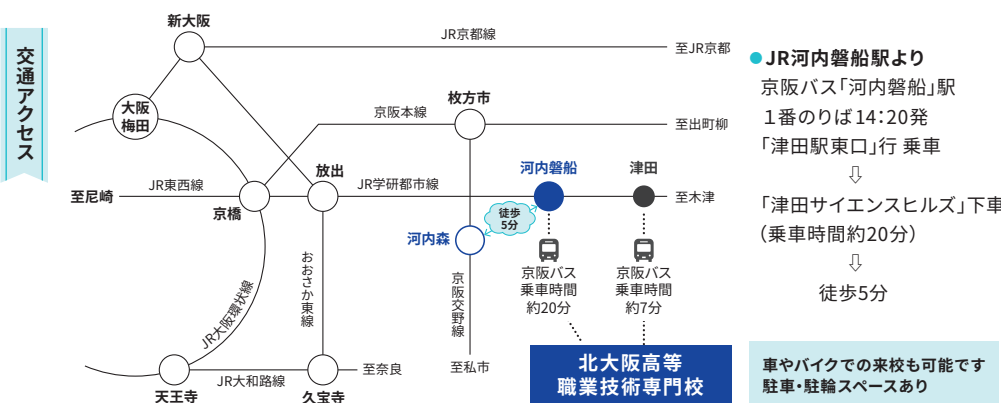 交通アクセス
新大阪
JR京都線
至JR京都
大阪
梅田
京阪本線
枚方市
至出町柳
放出
河内磐船
津田
至尼崎
JR東西線
京橋
JR学研都市線
至木津
徒歩
5分
河内森
おおさか東線
京阪交野線
JR大阪環状線
京阪バス
乗車時間
約20分
京阪バス
乗車時間
約7分
至私市
天王寺
JR大和路線
久宝寺
至奈良
北大阪高等
職業技術専門校
●JR河内磐船駅より
京阪バス「河内磐船」駅
1番のりば14:20発
「津田駅東口」行 乗車
⇩
「津田サイエンスヒルズ」下車
(乗車時間約20分)
⇩
徒歩5分
車やバイクでの来校も可能です
駐車・駐輪スペースあり